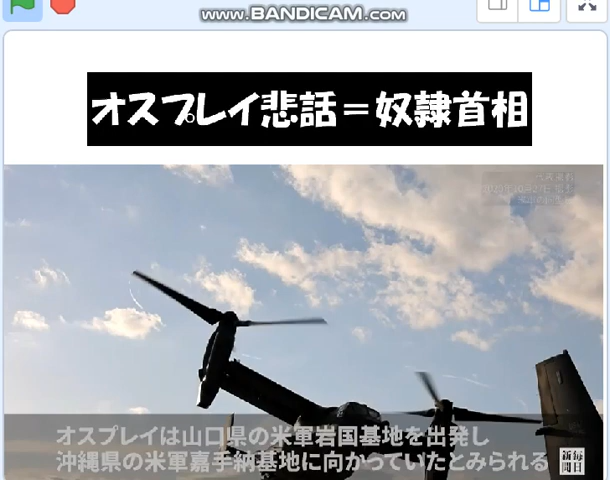 www.BANDICAM.com
オスプレイ悲話＝奴隷首相
オスプレイは山口県の米軍岩国基地を出発し
沖縄県の米軍嘉手納基地に向かっていたとみられる
毎日新聞